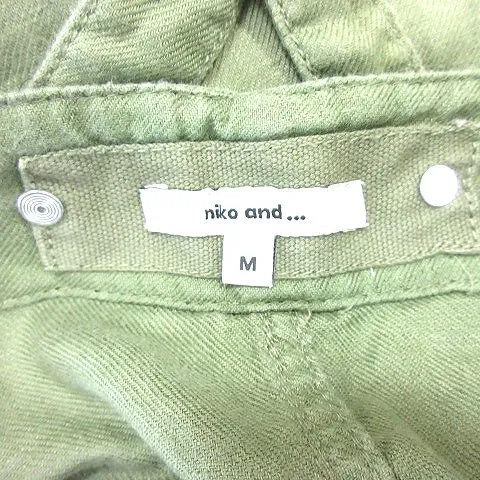 niko and ...
M